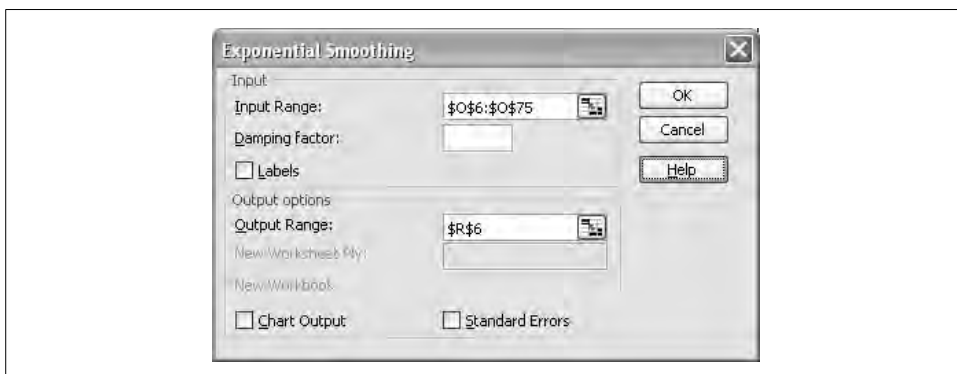 Exponential Smoothing
Input
Input Range:
$O$6:$O$75
Damping factor:
Labels
Output options
Output Range:
$R$6
New Worksheet Ply:
New Workbook
Chart Output
Standard Errors
OK
Cancel
Help